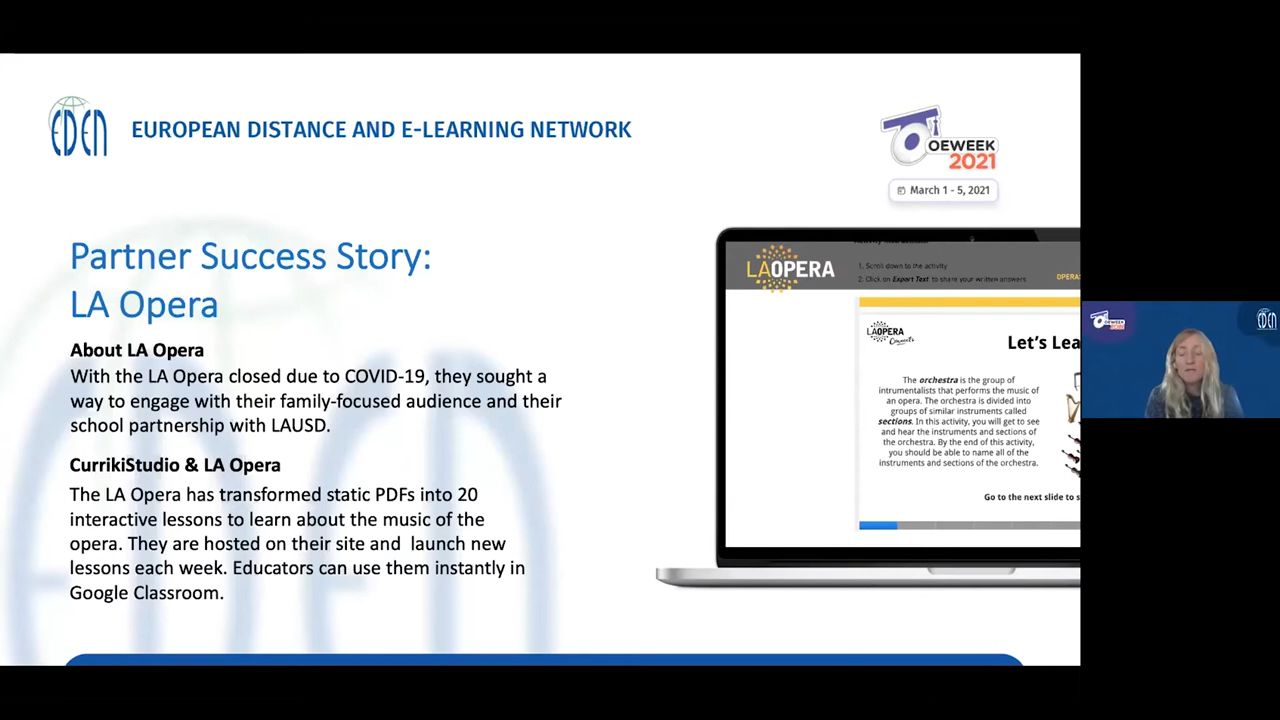 EDEN
EUROPEAN DISTANCE AND E-LEARNING NETWORK
OEWEEK
2021
March 1 - 5, 2021
Partner Success Story:
LA Opera
About LA Opera
With the LA Opera closed due to COVID-19, they sought a
way to engage with their family-focused audience and their
school partnership with LAUSD.
CurrikiStudio & LA Opera
The LA Opera has transformed static PDFs into 20
interactive lessons to learn about the music of the
opera. They are hosted on their site and launch new
lessons each week. Educators can use them instantly in
Google Classroom.
LAOPERA
1. Scroll down to the activity
2. Click on Export Text to share your written answers
OPERA
LAOPERA
Connects
Let's Lea
The orchestra is the group of
intrumentalists that performs the music of
an opera. The orchestra is divided into
groups of similar instruments called
sections. In this activity, you will get to see
and hear the instruments and sections of
the orchestra. By the end of this activity,
you should be able to name all of the
instruments and sections of the orchestra.
Go to the next slide to s
OEWEEK
EDEN